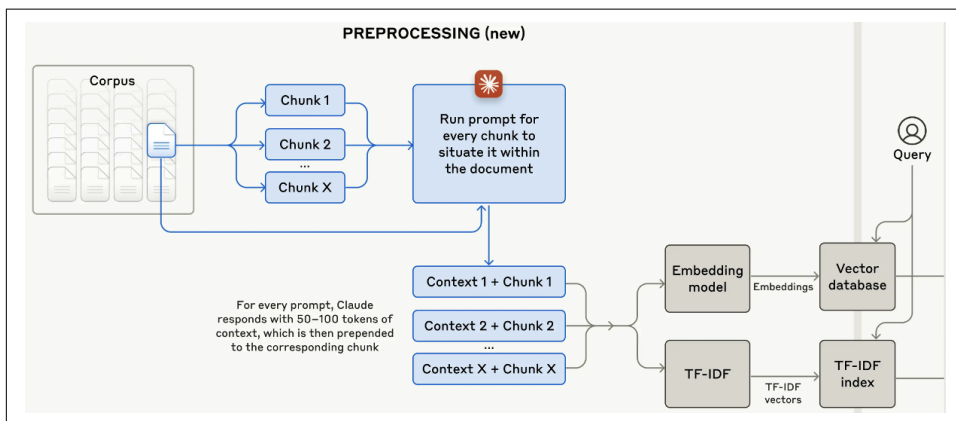 PREPROCESSING (new)
Corpus
Chunk 1
Chunk 2
...
Chunk X
Run prompt for
every chunk to
situate it within
the document
Query
Context 1 + Chunk 1
Context 2 + Chunk 2
...
Context X + Chunk X
For every prompt, Claude
responds with 50–100 tokens of
context, which is then prepended
to the corresponding chunk
Embedding
model
Embeddings
Vector
database
TF-IDF
TF-IDF
vectors
TF-IDF
index